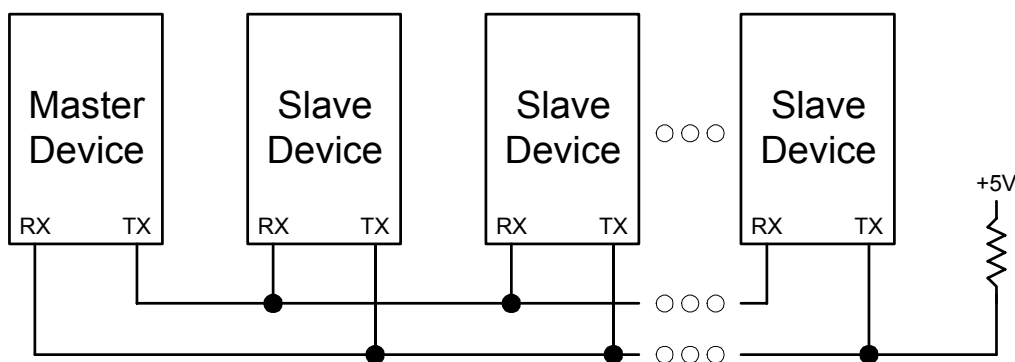 Master
Device
Slave
Device
Slave
Device
Slave
Device
+5V
RX TX
RX TX
RX TX
RX TX